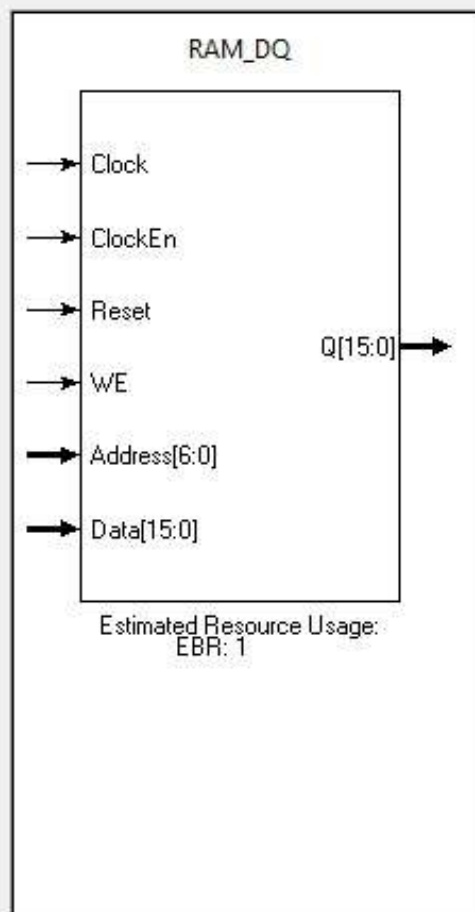 RAM_DQ
Clock
ClockEn
Reset
Q[15:0]
WE
Address[6:0]
Data[15:0]
Estimated Resource Usage:
EBR: 1